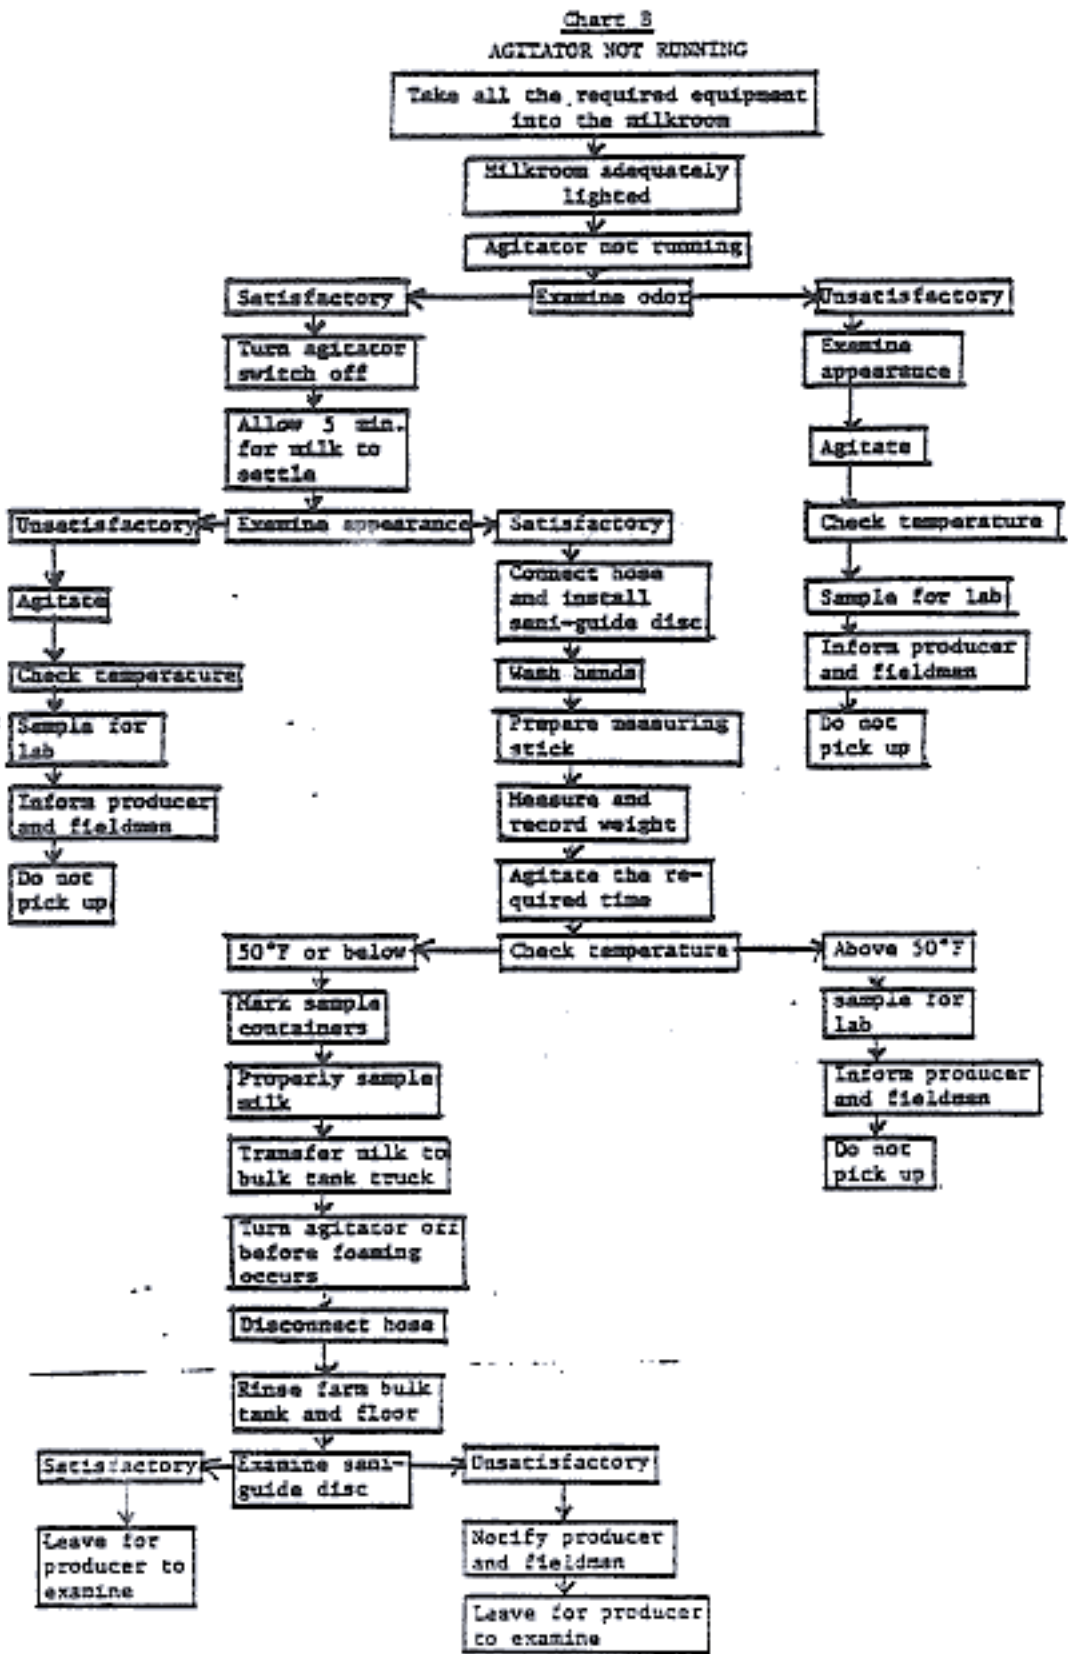 Chart B
AGITATOR NOT RUNNING
Take all the required equipment
into the milkroom
Milkroom adequately
lighted
Agitator not running
Satisfactory
Examine odor
Unsatisfactory
Turn agitator
switch off
Examine
appearance
Allow 5 min.
for milk to
settle
Agitate
Unsatisfactory
Examine appearance
Satisfactory
Check temperature
Agitate
Connect hose
and install
sani-guide disc
Sample for lab
Check temperature
Wash hands
Inform producer
and fieldman
Sample for
lab
Prepare measuring
stick
Do not
pick up
Inform producer
and fieldman
Measure and
record weight
Do not
pick up
Agitate the re-
quired time
50°F or below
Check temperature
Above 50°F
Mark sample
containers
sample for
lab
Properly sample
milk
Inform producer
and fieldman
Transfer milk to
bulk tank truck
Do not
pick up
Turn agitator off
before foaming
occurs
Disconnect hose
Rinse farm bulk
tank and floor
Satisfactory
Examine sani-
guide disc
Unsatisfactory
Leave for
producer to
examine
Notify producer
and fieldman
Leave for producer
to examine